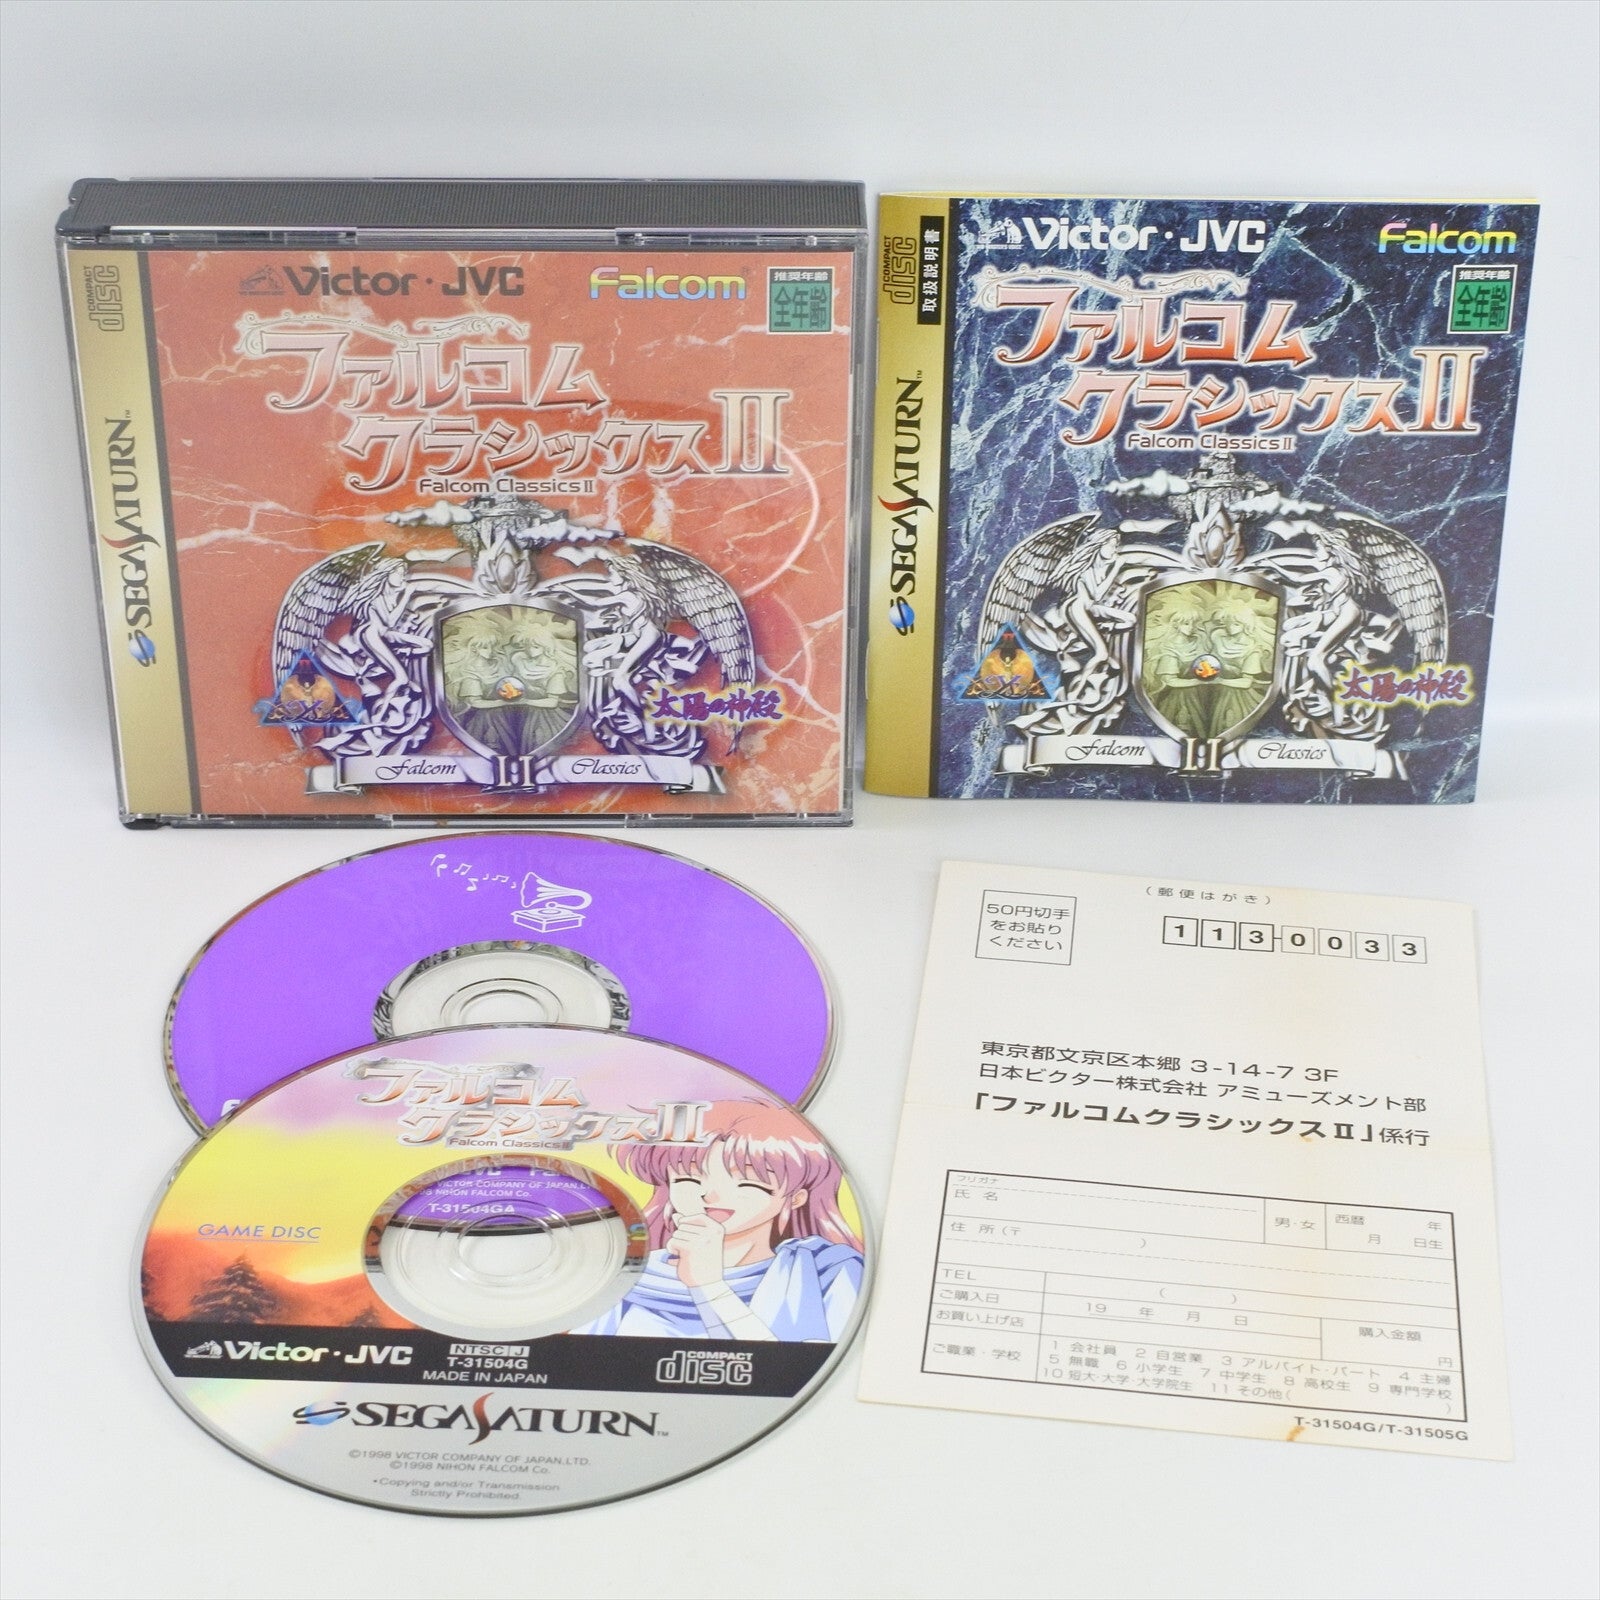 COMPACT disc
SEGA SATURN™
Victor・JVC
Falcom
推奨年齢
全年齢
ファルコム
クラシックスII
Falcom Classics II
太陽の神殿
Falcom II Classics
COMPACT disc
取扱説明書
SEGA SATURN™
Victor・JVC
Falcom
推奨年齢
全年齢
ファルコム
クラシックスII
Falcom Classics II
太陽の神殿
Falcom II Classics
ファルコム
クラシックスII
Falcom Classics II
T-31504GA
GAME DISC
Victor・JVC
NTSC J
T-31504G
MADE IN JAPAN
COMPACT disc
SEGA SATURN™
©1998 VICTOR COMPANY OF JAPAN,LTD.
©1998 NIHON FALCOM Co.
•Copying and/or Transmission
Strictly Prohibited.
（郵便はがき）
50円切手
をお貼り
ください
113-0033
東京都文京区本郷 3-14-7 3F
日本ビクター株式会社 アミューズメント部
「ファルコムクラシックスII」係行
フリガナ
氏 名
男・女
西暦 年
月 日生
住 所（〒 ）
TEL ( )
ご購入日
19 年 月 日
お買い上げ店
購入金額
円
ご職業・学校
1 会社員 2 自営業 3 アルバイト・パート 4 主婦
5 無職 6 小学生 7 中学生 8 高校生 9 専門学校
10 短大・大学・大学院生 11 その他( )
T-31504G/T-31505G